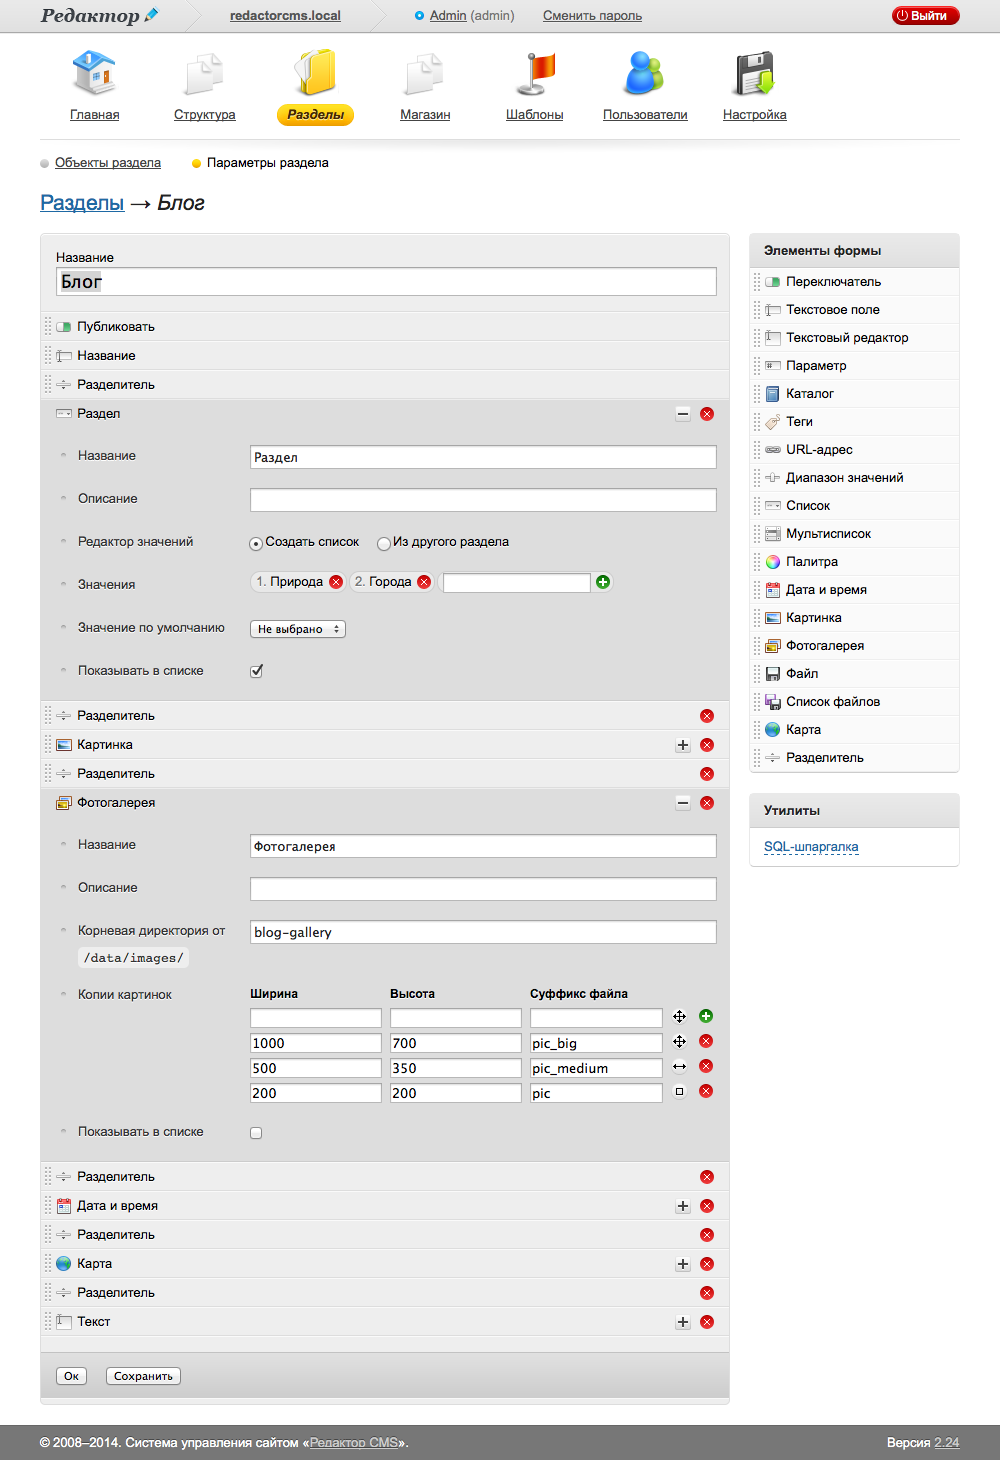 Редактор
redactorcms.local
Admin (admin)
Сменить пароль
Выйти
Главная
Структура
Разделы
Магазин
Шаблоны
Пользователи
Настройка
Объекты раздела
Параметры раздела
Разделы → Блог
Название
Блог
Публиковать
Название
Разделитель
Раздел
Название
Раздел
Описание
Редактор значений
Создать список
Из другого раздела
Значения
1. Природа
2. Города
Значение по умолчанию
Не выбрано
Показывать в списке
Разделитель
Картинка
Разделитель
Фотогалерея
Название
Фотогалерея
Описание
Корневая директория от
/data/images/
blog-gallery
Копии картинок
Ширина
Высота
Суффикс файла
1000
700
pic_big
500
350
pic_medium
200
200
pic
Показывать в списке
Разделитель
Дата и время
Разделитель
Карта
Разделитель
Текст
Ок
Сохранить
Элементы формы
Переключатель
Текстовое поле
Текстовый редактор
Параметр
Каталог
Теги
URL-адрес
Диапазон значений
Список
Мультисписок
Палитра
Дата и время
Картинка
Фотогалерея
Файл
Список файлов
Карта
Разделитель
Утилиты
SQL-шпаргалка
© 2008–2014. Система управления сайтом «Редактор CMS».
Версия 2.24